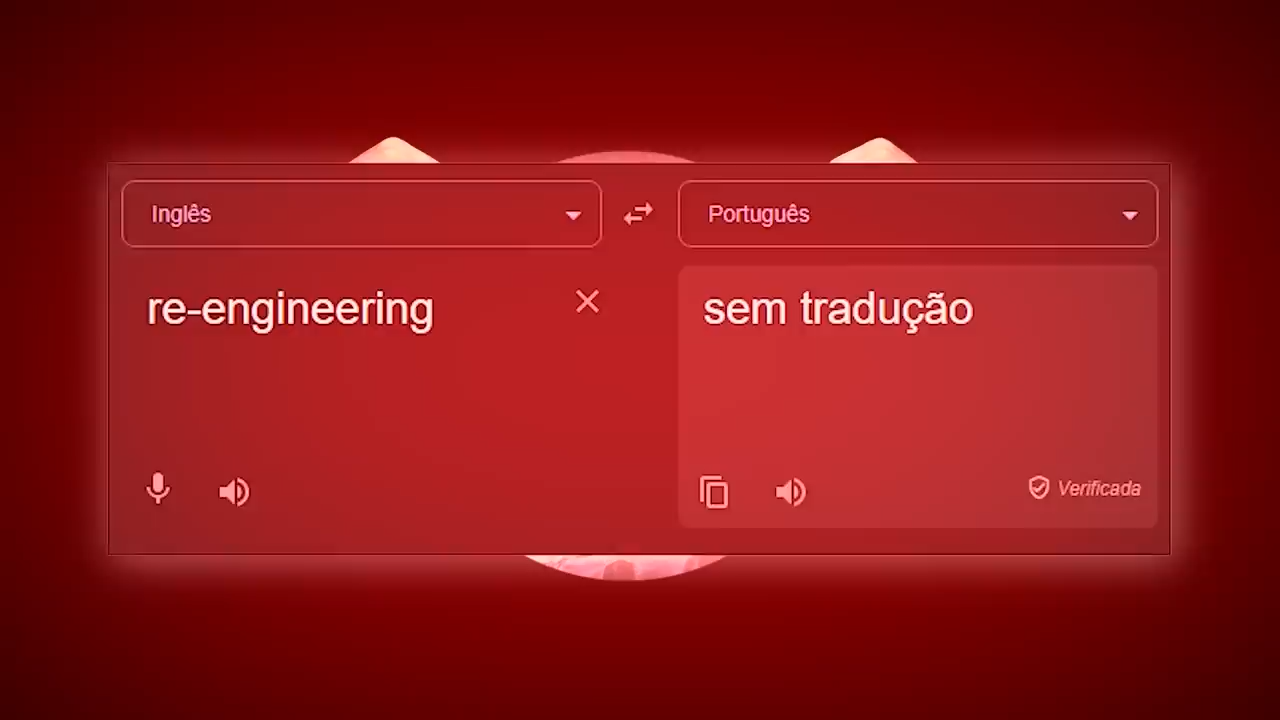 Inglês
Português
re-engineering
sem tradução
Verificada